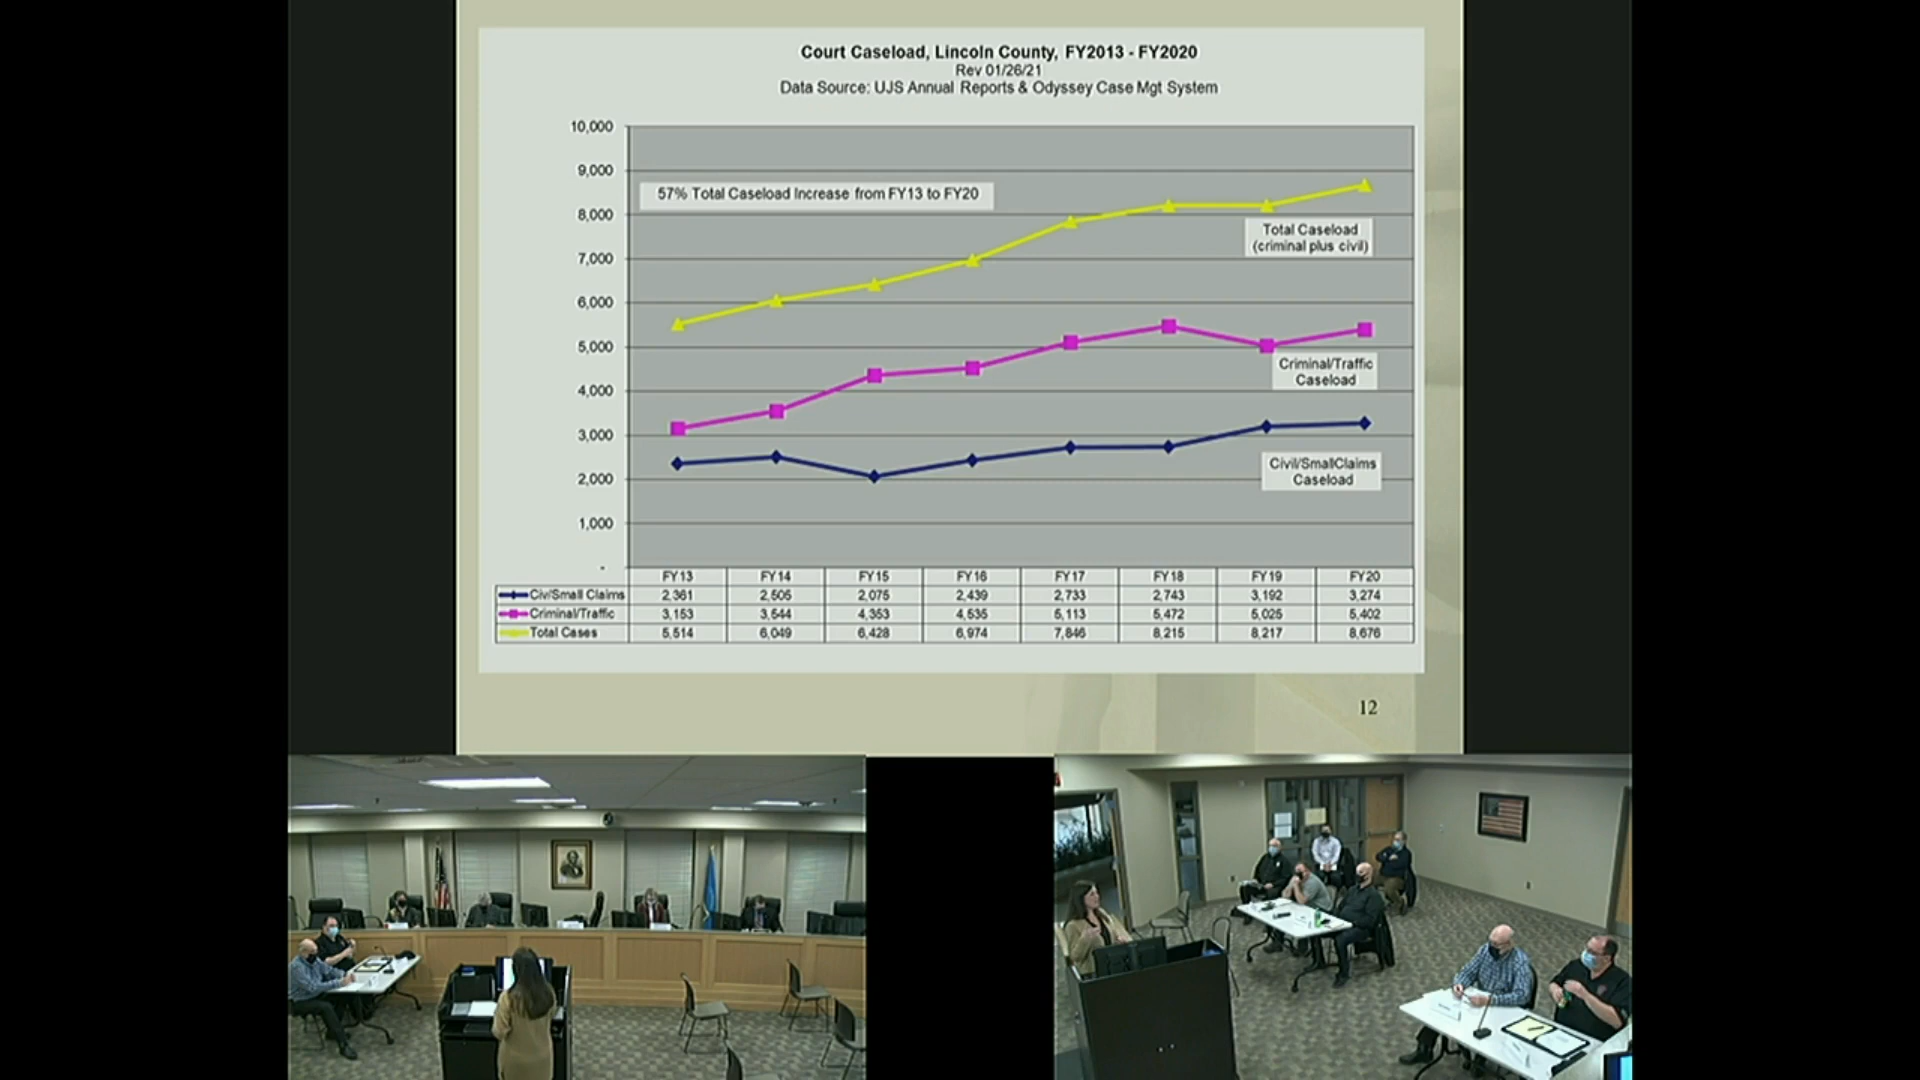 Court Caseload, Lincoln County, FY2013 - FY2020
Rev 01/26/21
Data Source: UJS Annual Reports & Odyssey Case Mgt System
10,000
9,000
57% Total Caseload Increase from FY13 to FY20
8,000
Total Caseload
(criminal plus civil)
7,000
6,000
5,000
Criminal/Traffic
Caseload
4,000
3,000
Civil/SmallClaims
Caseload
2,000
1,000
-
FY13 FY14 FY15 FY16 FY17 FY18 FY19 FY20
Civ/Small Claims 2,361 2,505 2,075 2,439 2,733 2,743 3,192 3,274
Criminal/Traffic 3,153 3,544 4,353 4,535 5,113 5,472 5,025 5,402
Total Cases 5,514 6,049 6,428 6,974 7,846 8,215 8,217 8,676
12